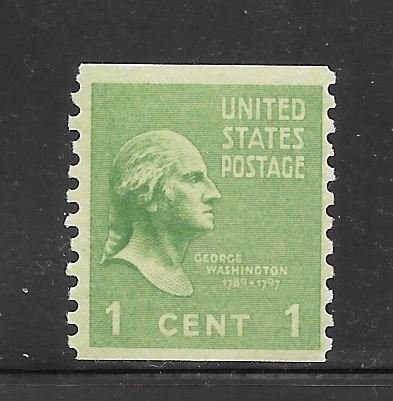 UNITED
STATES
POSTAGE
GEORGE
WASHINGTON
1789-1797
1 CENT 1